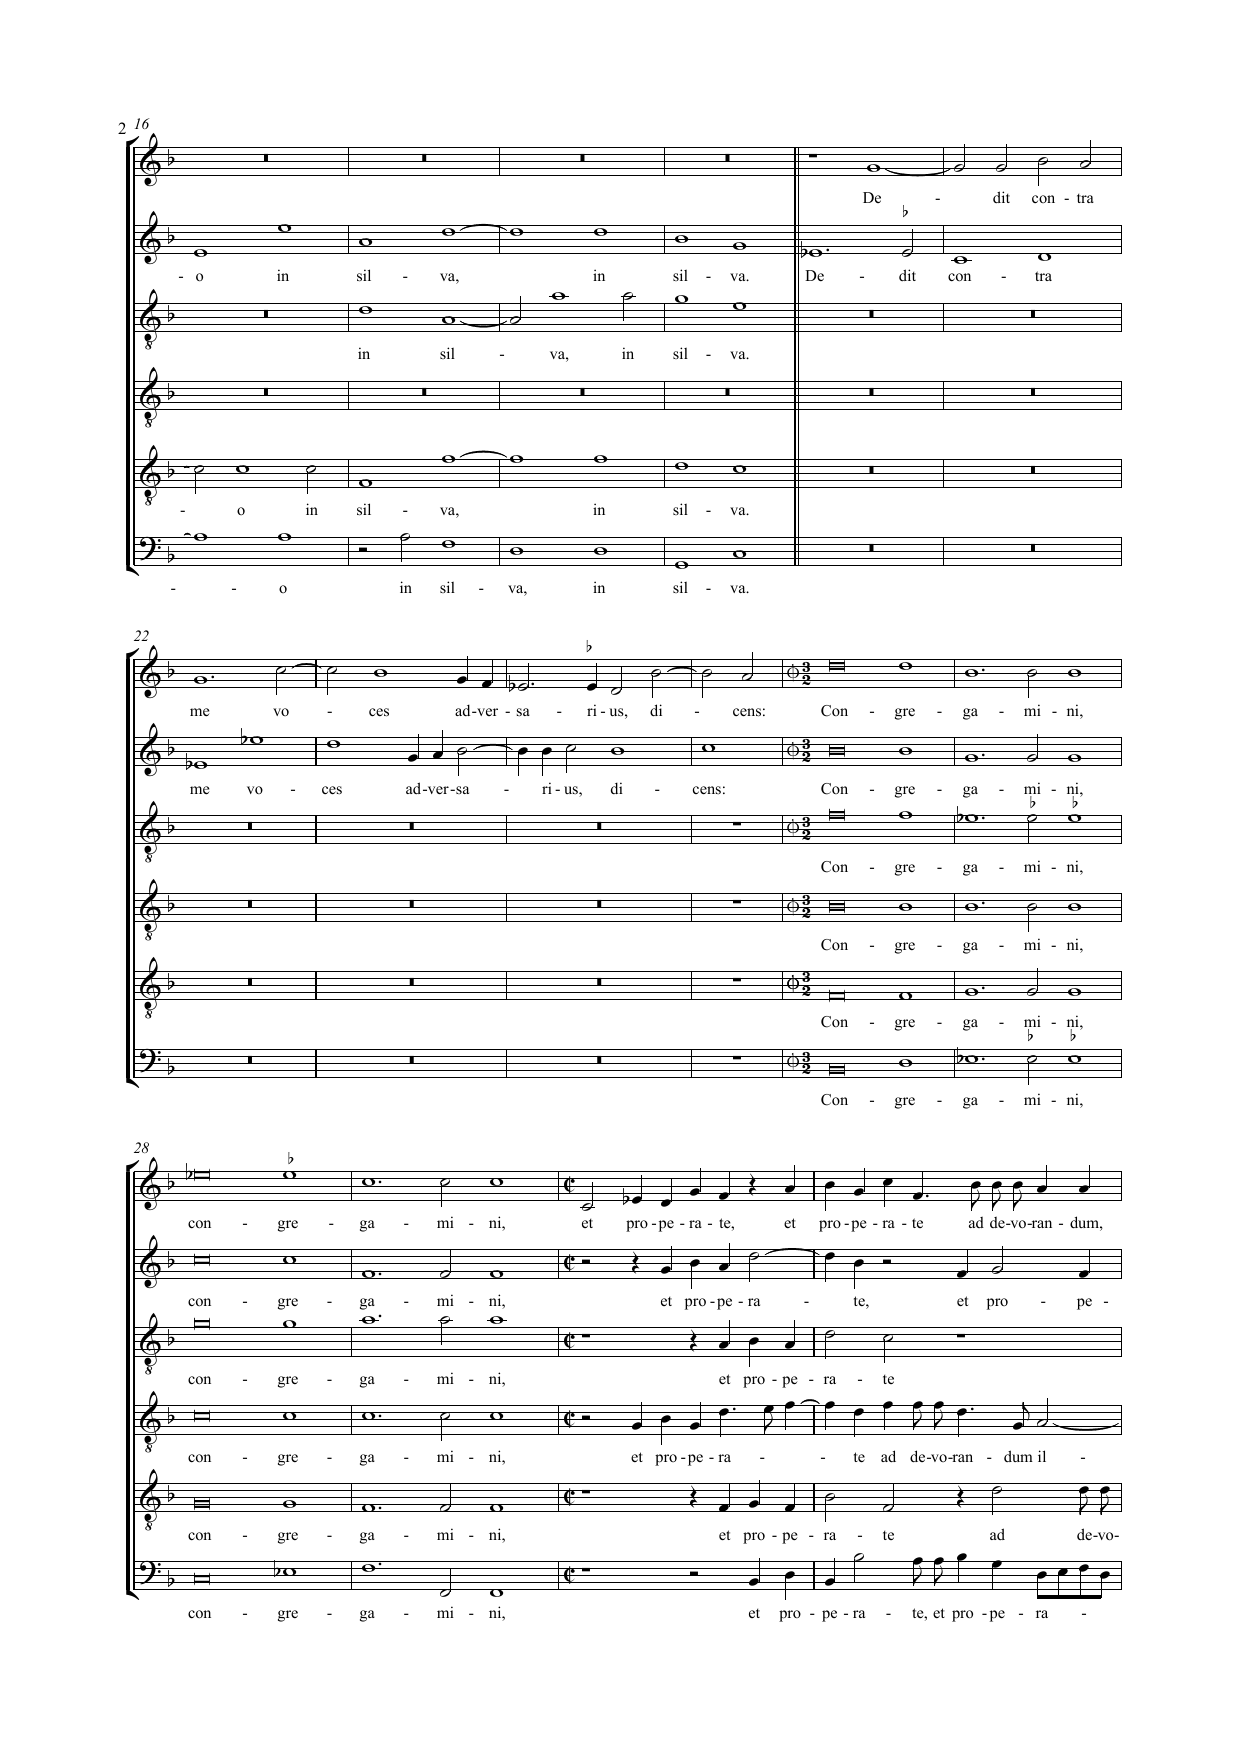 2 16
De - dit con - tra
- o in sil - va, in sil - va. De - dit con - tra
in sil - va, in sil - va.
- o in sil - va, in sil - va.
- - o in sil - va, in sil - va.
22
me vo - ces ad-ver - sa - ri - us, di - cens: Con - gre - ga - mi - ni,
me vo - ces ad-ver-sa - ri - us, di - cens: Con - gre - ga - mi - ni,
Con - gre - ga - mi - ni,
Con - gre - ga - mi - ni,
Con - gre - ga - mi - ni,
Con - gre - ga - mi - ni,
28
con - gre - ga - mi - ni, et pro - pe - ra - te, et pro - pe - ra - te ad de-vo-ran - dum,
con - gre - ga - mi - ni, et pro - pe - ra - te, et pro - pe -
con - gre - ga - mi - ni, et pro - pe - ra - te
con - gre - ga - mi - ni, et pro - pe - ra - - te ad de-vo-ran - dum il -
con - gre - ga - mi - ni, et pro - pe - ra - te ad de-vo-
con - gre - ga - mi - ni, et pro - pe - ra - te, et pro - pe - ra -